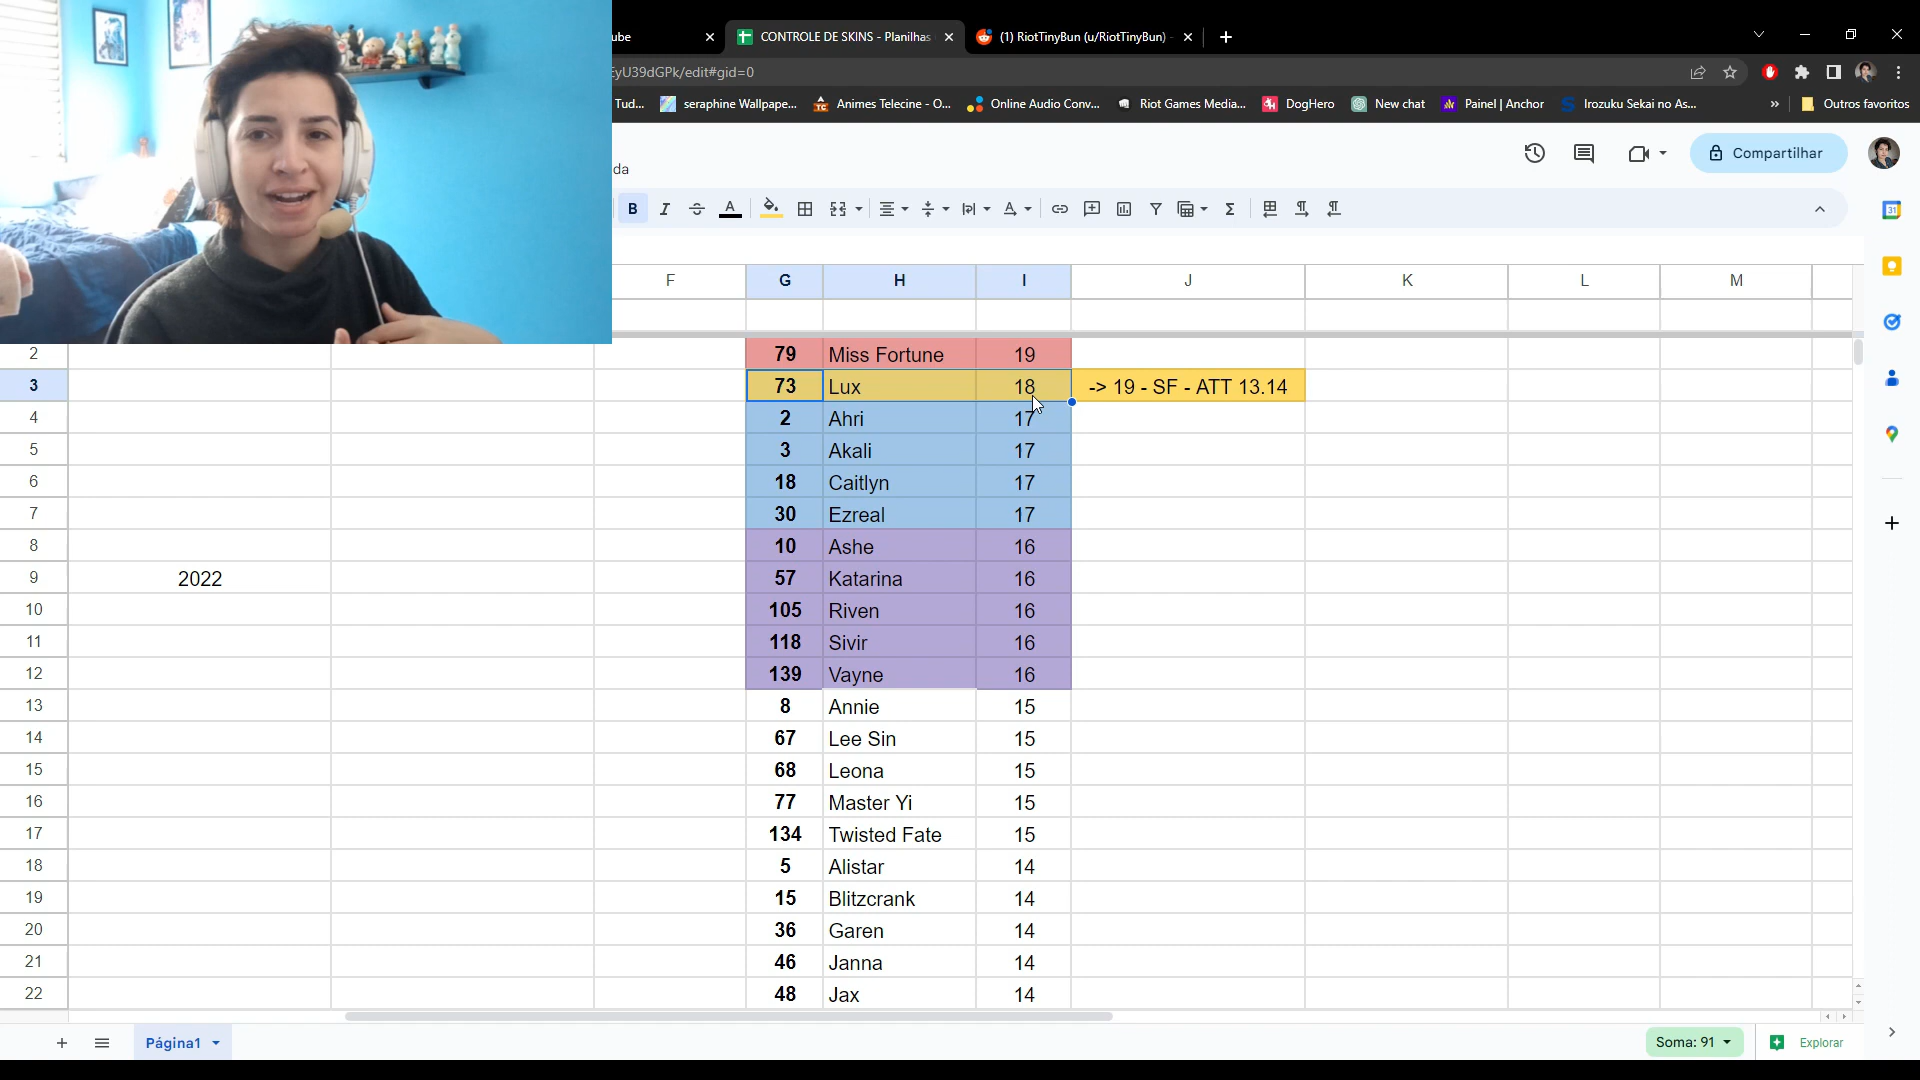 ube
CONTROLE DE SKINS - Planilhas
(1) RiotTinyBun (u/RiotTinyBun) -
EyU39dGPk/edit#gid=0
Tud...
seraphine Wallpape...
Animes Telecine - O...
Online Audio Conv...
Riot Games Media...
DogHero
New chat
Painel | Anchor
Irozuku Sekai no As...
»
Outros favoritos
da
Compartilhar
B
I
A
31
F G H I J K L M
2 79 Miss Fortune 19
3 73 Lux 18 -> 19 - SF - ATT 13.14
4 2 Ahri 17
5 3 Akali 17
6 18 Caitlyn 17
7 30 Ezreal 17
8 10 Ashe 16
9 2022 57 Katarina 16
10 105 Riven 16
11 118 Sivir 16
12 139 Vayne 16
13 8 Annie 15
14 67 Lee Sin 15
15 68 Leona 15
16 77 Master Yi 15
17 134 Twisted Fate 15
18 5 Alistar 14
19 15 Blitzcrank 14
20 36 Garen 14
21 46 Janna 14
22 48 Jax 14
Página1
Soma: 91
Explorar